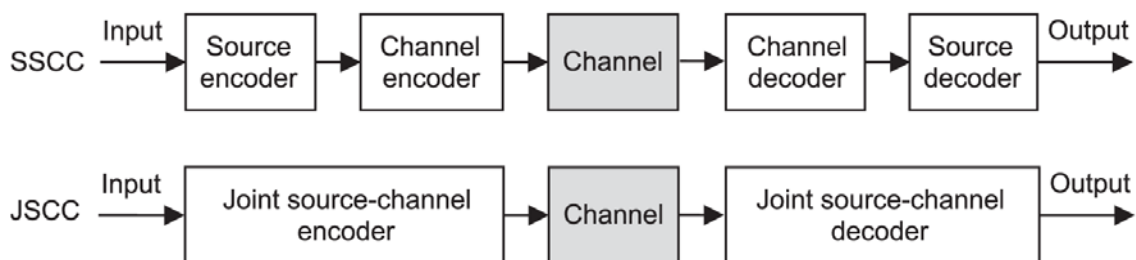 SSCC
Input
Source
encoder
Channel
encoder
Channel
Channel
decoder
Source
decoder
Output
JSCC
Input
Joint source-channel
encoder
Channel
Joint source-channel
decoder
Output